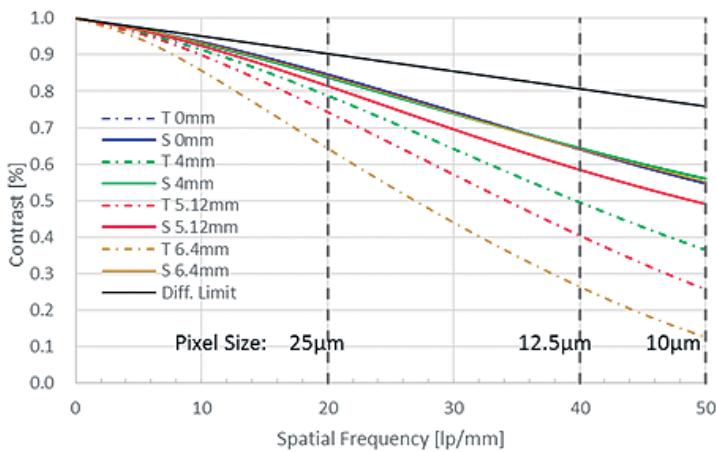 1.0
0.9
0.8
0.7
0.6
0.5
0.4
0.3
0.2
0.1
0.0
Contrast [%]
T 0mm
S 0mm
T 4mm
S 4mm
T 5.12mm
S 5.12mm
T 6.4mm
S 6.4mm
Diff. Limit
Pixel Size: 25μm 12.5μm 10μm
0 10 20 30 40 50
Spatial Frequency [lp/mm]